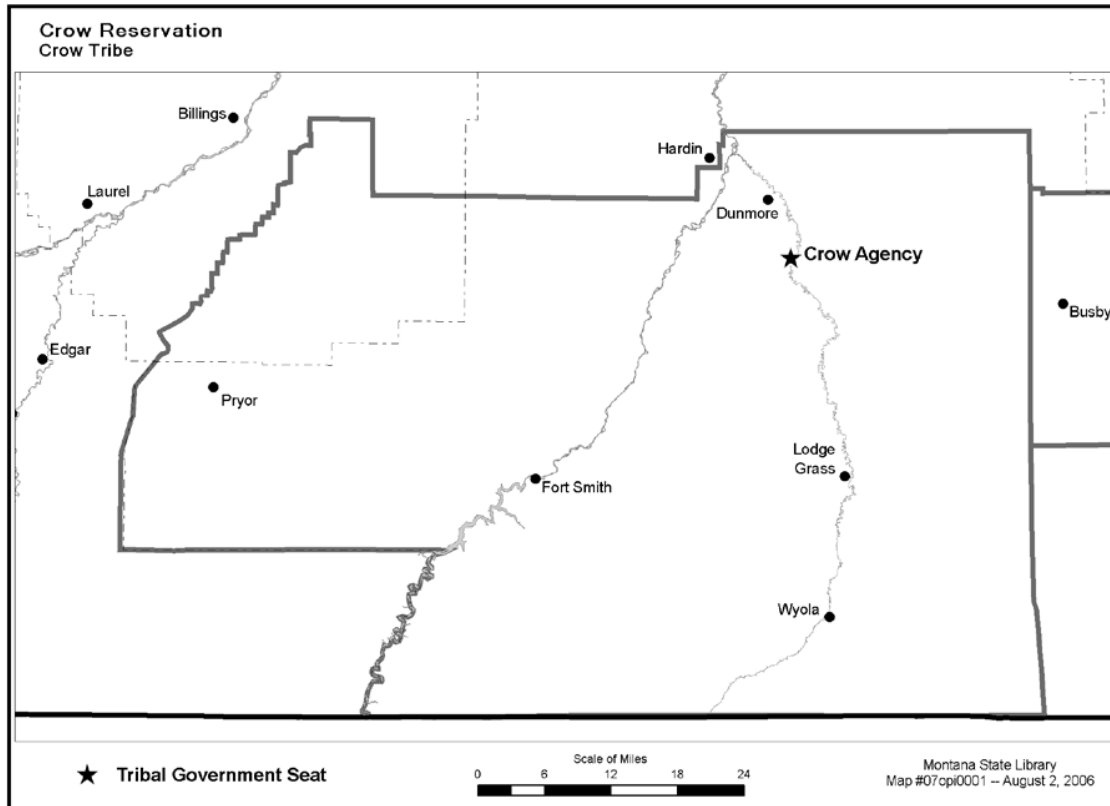 Crow Reservation
Crow Tribe
Billings
Hardin
Laurel
Dunmore
Crow Agency
Busby
Edgar
Pryor
Lodge
Grass
Fort Smith
Wyola
Tribal Government Seat
Scale of Miles
0 6 12 18 24
Montana State Library
Map #07cpi0001 -- August 2, 2006